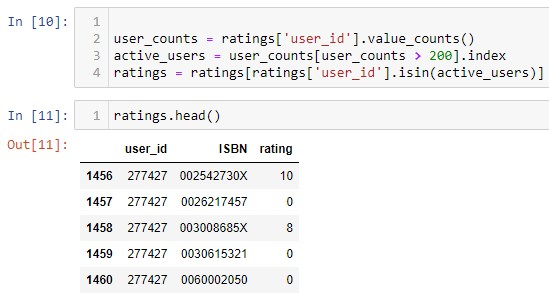 In [10]:
1
2 user_counts = ratings['user_id'].value_counts()
3 active_users = user_counts[user_counts > 200].index
4 ratings = ratings[ratings['user_id'].isin(active_users)]
In [11]:
1 ratings.head()
Out[11]:
user_id ISBN rating
1456 277427 002542730X 10
1457 277427 0026217457 0
1458 277427 003008685X 8
1459 277427 0030615321 0
1460 277427 0060002050 0